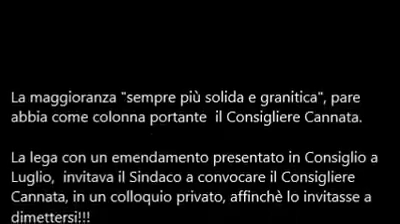 La maggioranza "sempre più solida e granitica", pare
abbia come colonna portante  il Consigliere Cannata.
La lega con un emendamento presentato in Consiglio a
Luglio,  invitava il Sindaco a convocare il Consigliere
Cannata, in un colloquio privato, affinchè lo invitasse a
dimettersi!!!